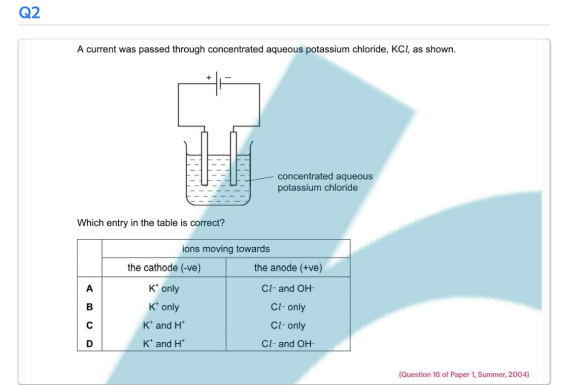 Q2
A current was passed through concentrated aqueous potassium chloride, KCl, as shown.
+ −
concentrated aqueous
potassium chloride
Which entry in the table is correct?
ions moving towards
the cathode (-ve) the anode (+ve)
A K⁺ only Cl⁻ and OH⁻
B K⁺ only Cl⁻ only
C K⁺ and H⁺ Cl⁻ only
D K⁺ and H⁺ Cl⁻ and OH⁻
(Question 16 of Paper 1, Summer, 2004)